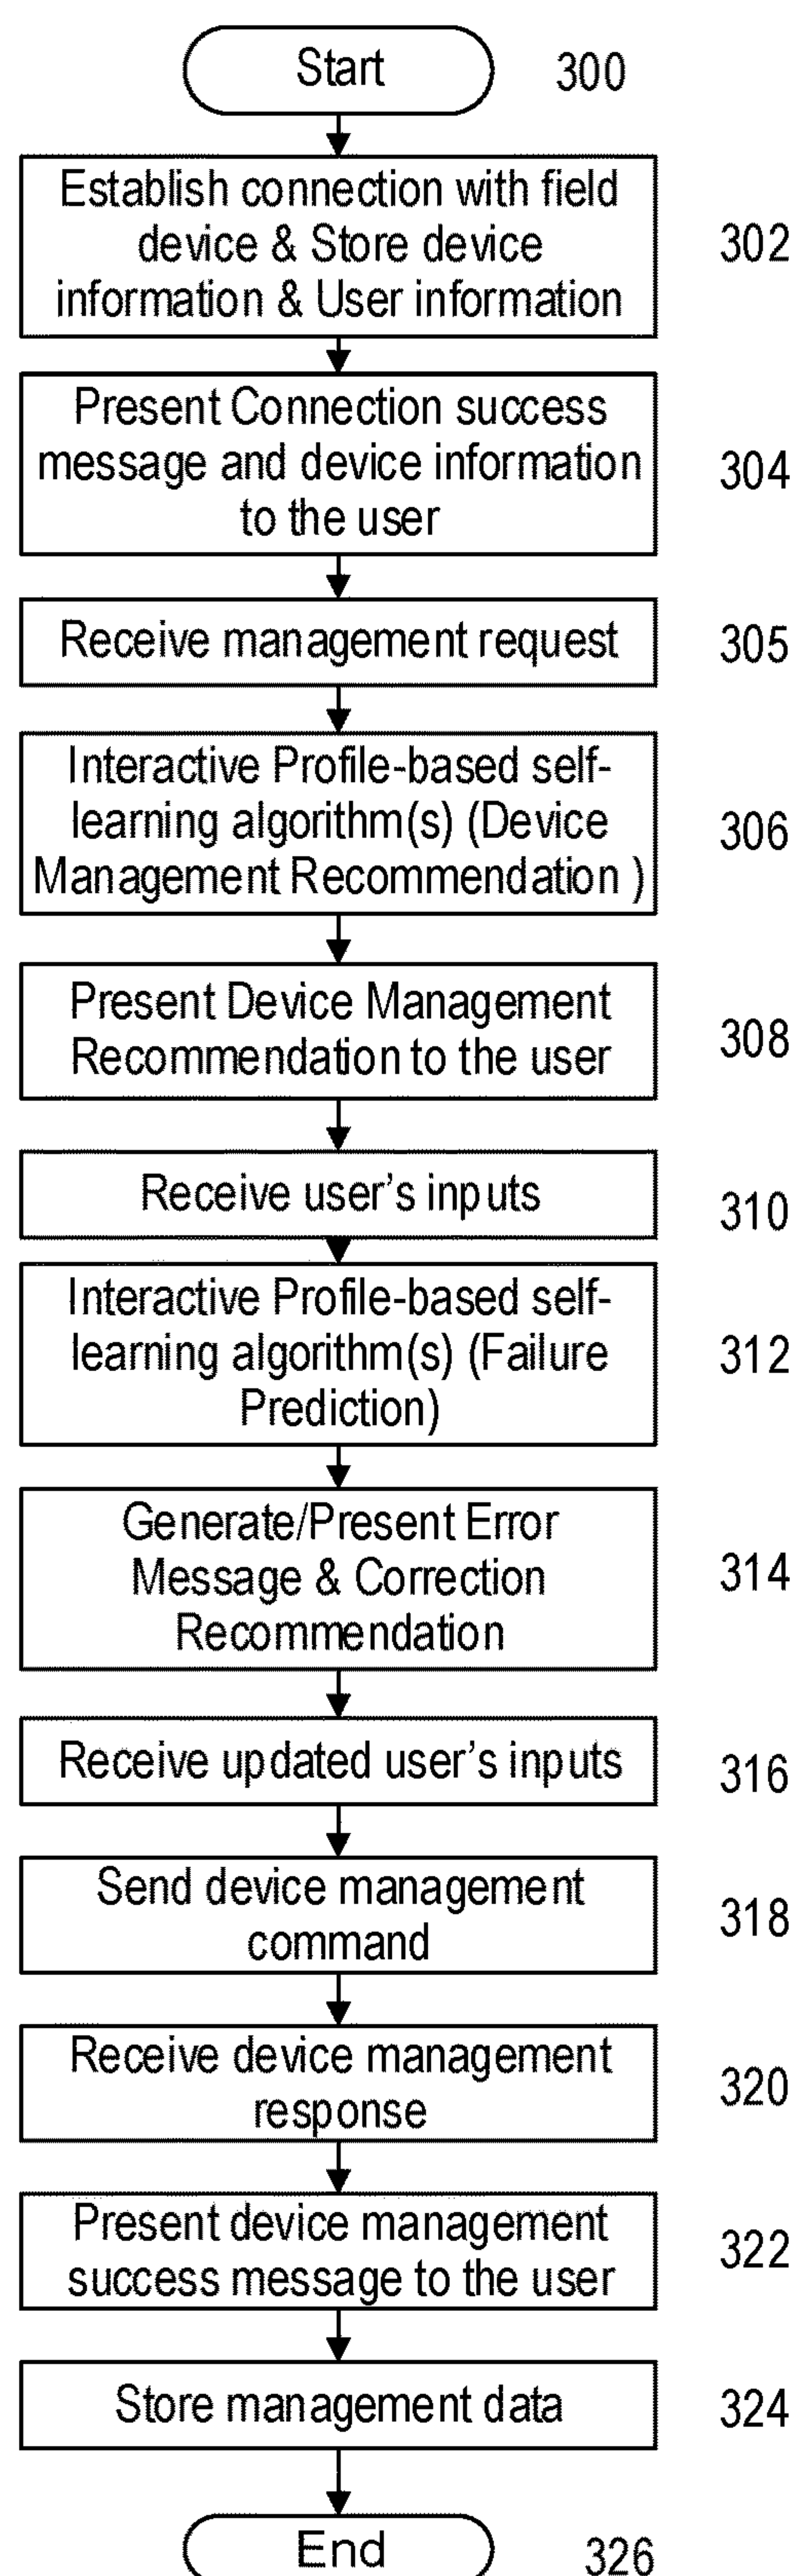 Start 300
Establish connection with field
device & Store device 302
information & User information
Present Connection success
message and device information 304
to the user
Receive management request 305
Interactive Profile-based self-
learning algorithm(s) (Device 306
Management Recommendation )
Present Device Management
Recommendation to the user 308
Receive user's inputs 310
Interactive Profile-based self-
learning algorithm(s) (Failure 312
Prediction)
Generate/Present Error
Message & Correction 314
Recommendation
Receive updated user's inputs 316
Send device management
command 318
Receive device management
response 320
Present device management
success message to the user 322
Store management data 324
End 326